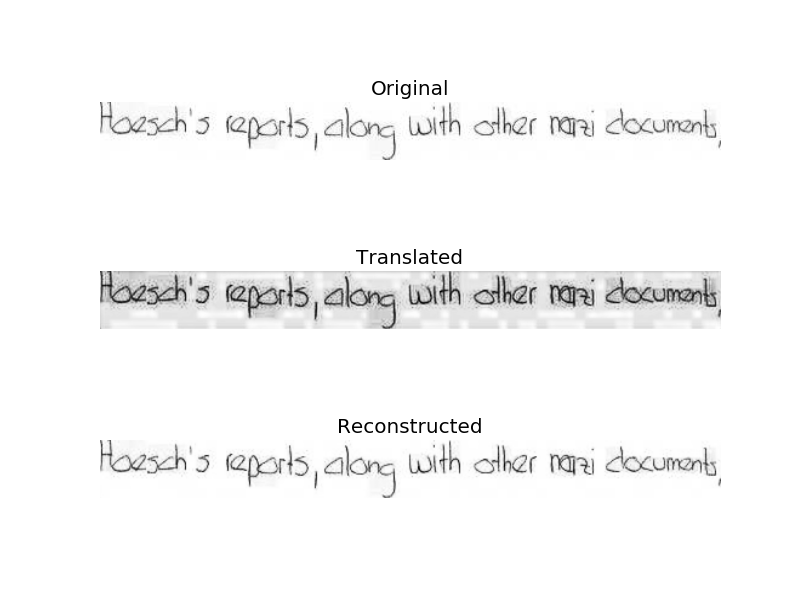 Original
Hoesch's reports, along with other nazi documents,
Translated
Hoesch's reports, along with other nazi documents,
Reconstructed
Hoesch's reports, along with other nazi documents,